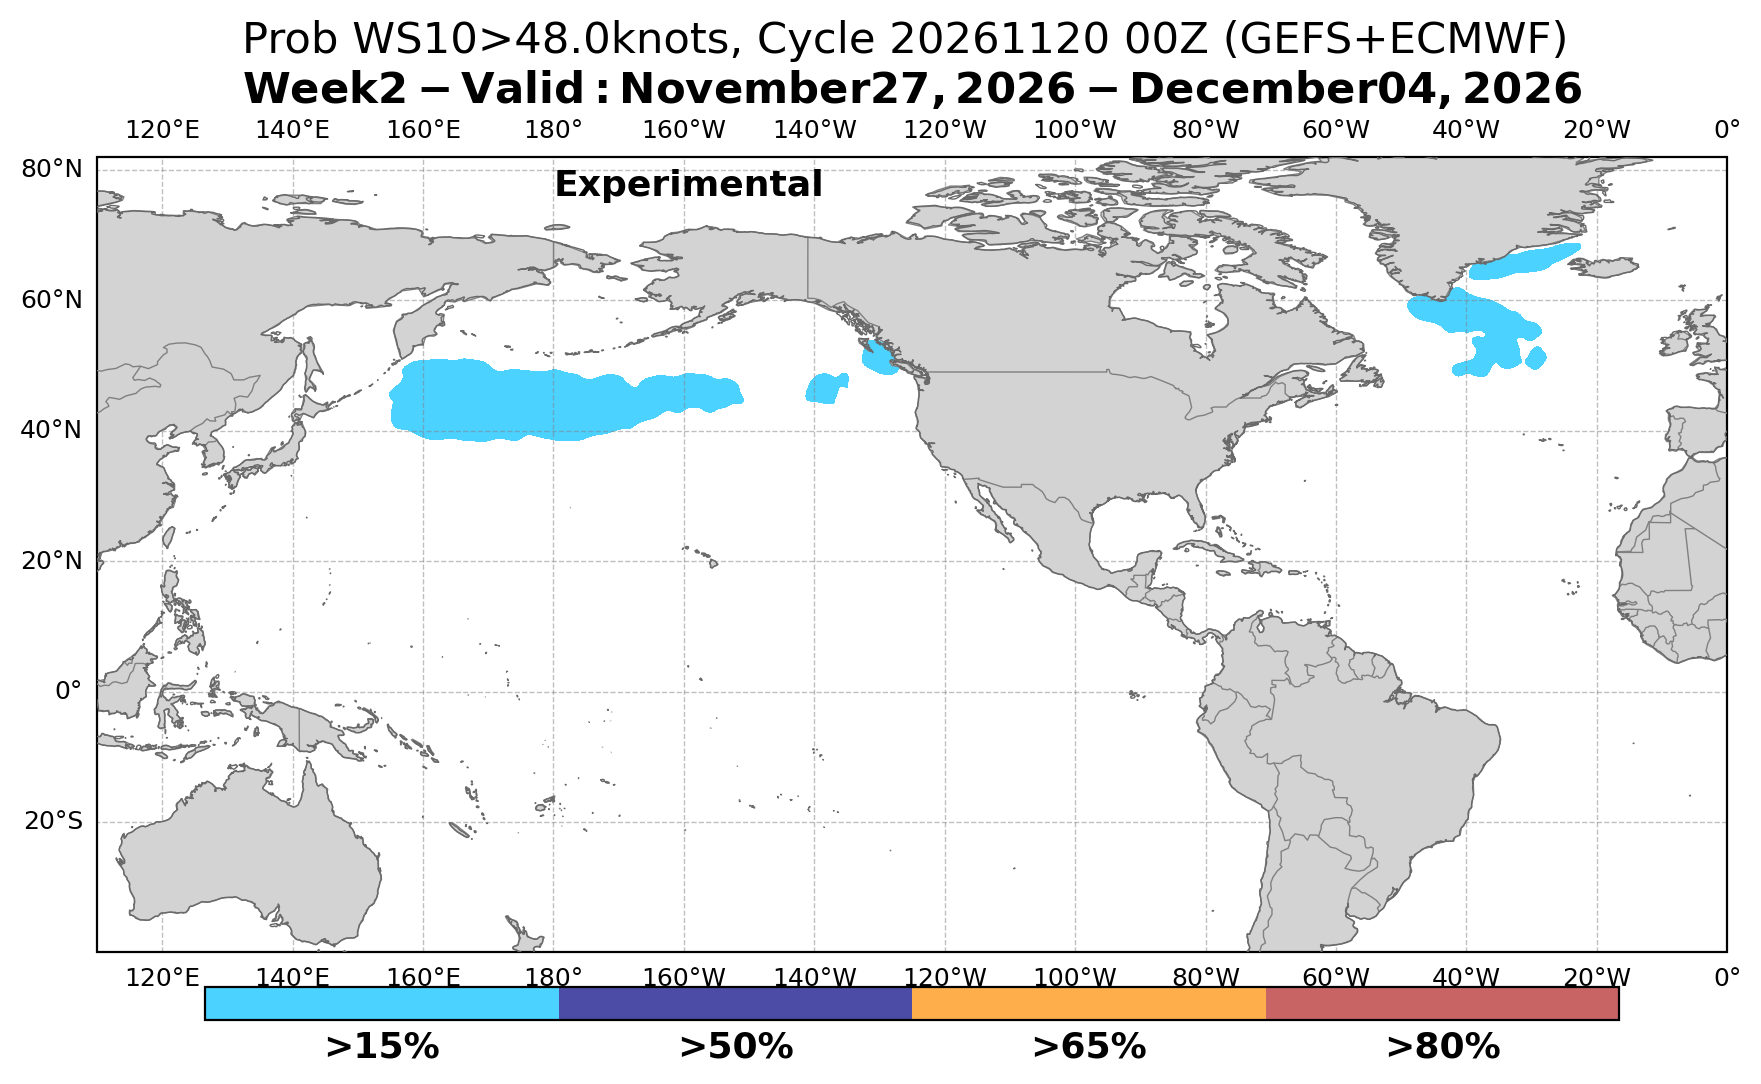 Prob WS10>48.0knots, Cycle 20261120 00Z (GEFS+ECMWF)
Week2 − Valid : November27, 2026 − December04, 2026
120°E 140°E 160°E 180° 160°W 140°W 120°W 100°W 80°W 60°W 40°W 20°W 0°
80°N
Experimental
60°N
40°N
20°N
0°
20°S
120°E 140°E 160°E 180° 160°W 140°W 120°W 100°W 80°W 60°W 40°W 20°W 0°
>15% >50% >65% >80%